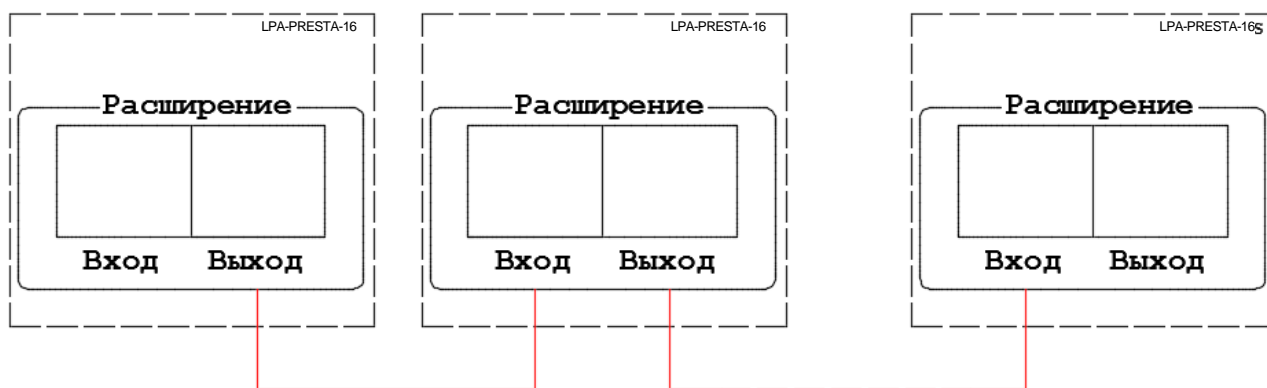 LPA-PRESTA-16
LPA-PRESTA-16
LPA-PRESTA-16s
Расширение
Расширение
Расширение
Вход Выход
Вход Выход
Вход Выход